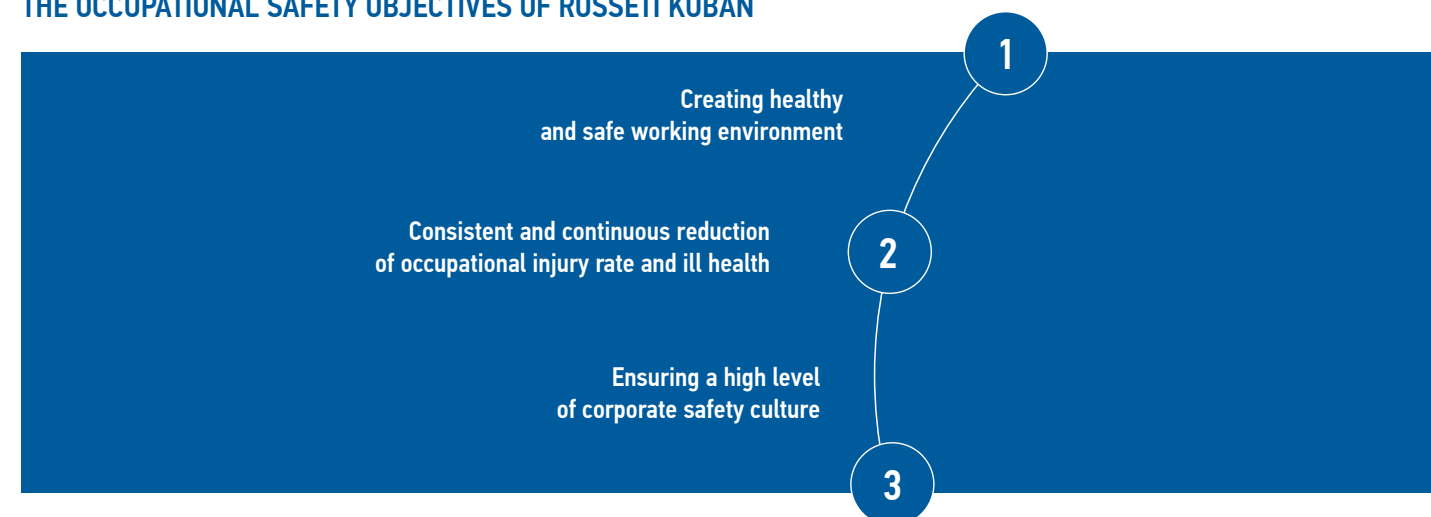 THE OCCUPATIONAL SAFETY OBJECTIVES OF ROSSETI KUBAN
1
Creating healthy
and safe working environment
Consistent and continuous reduction
of occupational injury rate and ill health
2
Ensuring a high level
of corporate safety culture
3